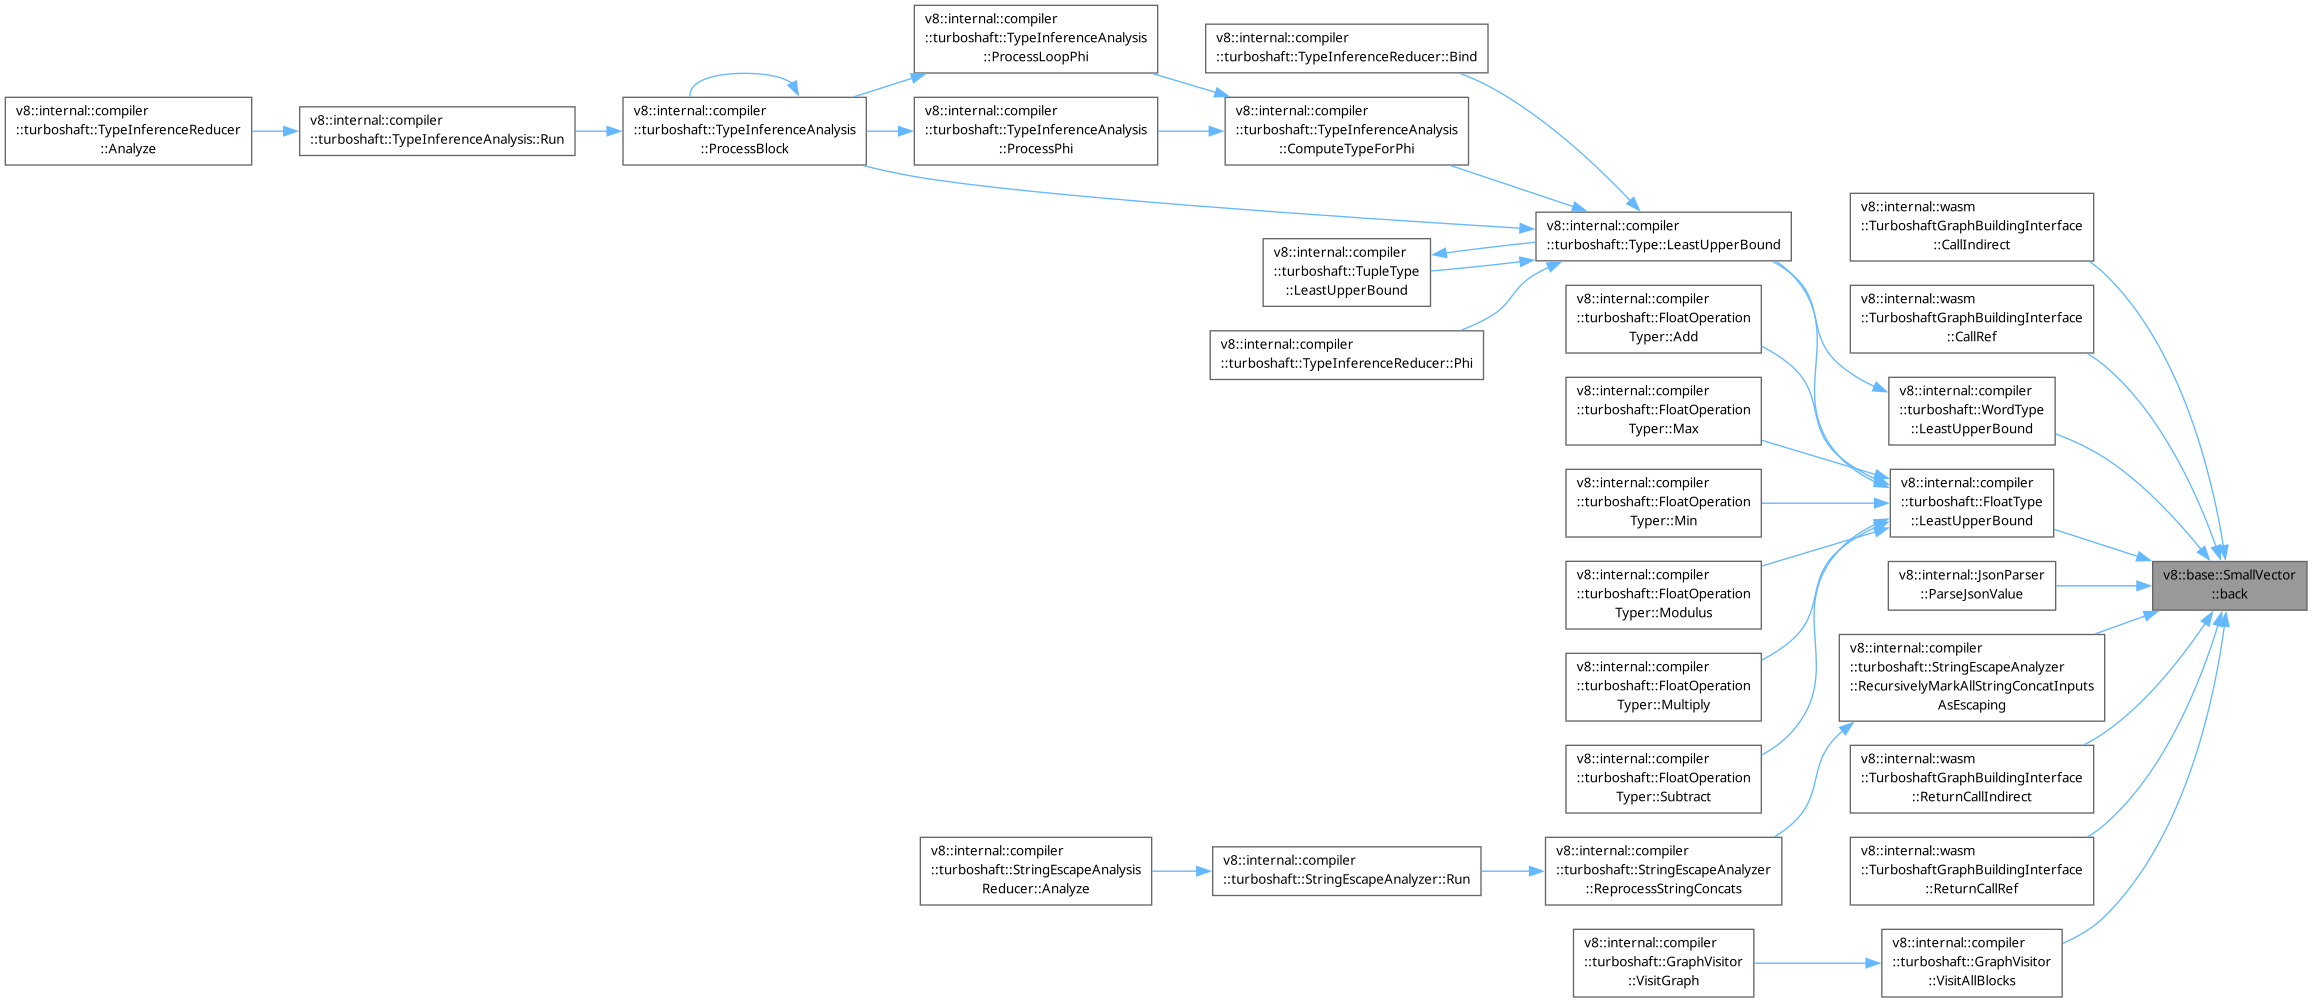 v8::internal::compiler
::turboshaft::TypeInferenceReducer
::Analyze
v8::internal::compiler
::turboshaft::TypeInferenceAnalysis::Run
v8::internal::compiler
::turboshaft::TypeInferenceAnalysis
::ProcessBlock
v8::internal::compiler
::turboshaft::TypeInferenceAnalysis
::ProcessLoopPhi
v8::internal::compiler
::turboshaft::TypeInferenceAnalysis
::ProcessPhi
v8::internal::compiler
::turboshaft::TypeInferenceReducer::Bind
v8::internal::compiler
::turboshaft::TypeInferenceAnalysis
::ComputeTypeForPhi
v8::internal::compiler
::turboshaft::TupleType
::LeastUpperBound
v8::internal::compiler
::turboshaft::TypeInferenceReducer::Phi
v8::internal::compiler
::turboshaft::Type::LeastUpperBound
v8::internal::compiler
::turboshaft::FloatOperation
Typer::Add
v8::internal::compiler
::turboshaft::FloatOperation
Typer::Max
v8::internal::compiler
::turboshaft::FloatOperation
Typer::Min
v8::internal::compiler
::turboshaft::FloatOperation
Typer::Modulus
v8::internal::compiler
::turboshaft::FloatOperation
Typer::Multiply
v8::internal::compiler
::turboshaft::FloatOperation
Typer::Subtract
v8::internal::compiler
::turboshaft::StringEscapeAnalysis
Reducer::Analyze
v8::internal::compiler
::turboshaft::StringEscapeAnalyzer::Run
v8::internal::compiler
::turboshaft::StringEscapeAnalyzer
::ReprocessStringConcats
v8::internal::compiler
::turboshaft::GraphVisitor
::VisitGraph
v8::internal::wasm
::TurboshaftGraphBuildingInterface
::CallIndirect
v8::internal::wasm
::TurboshaftGraphBuildingInterface
::CallRef
v8::internal::compiler
::turboshaft::WordType
::LeastUpperBound
v8::internal::compiler
::turboshaft::FloatType
::LeastUpperBound
v8::internal::JsonParser
::ParseJsonValue
v8::internal::compiler
::turboshaft::StringEscapeAnalyzer
::RecursivelyMarkAllStringConcatInputs
AsEscaping
v8::internal::wasm
::TurboshaftGraphBuildingInterface
::ReturnCallIndirect
v8::internal::wasm
::TurboshaftGraphBuildingInterface
::ReturnCallRef
v8::internal::compiler
::turboshaft::GraphVisitor
::VisitAllBlocks
v8::base::SmallVector
::back